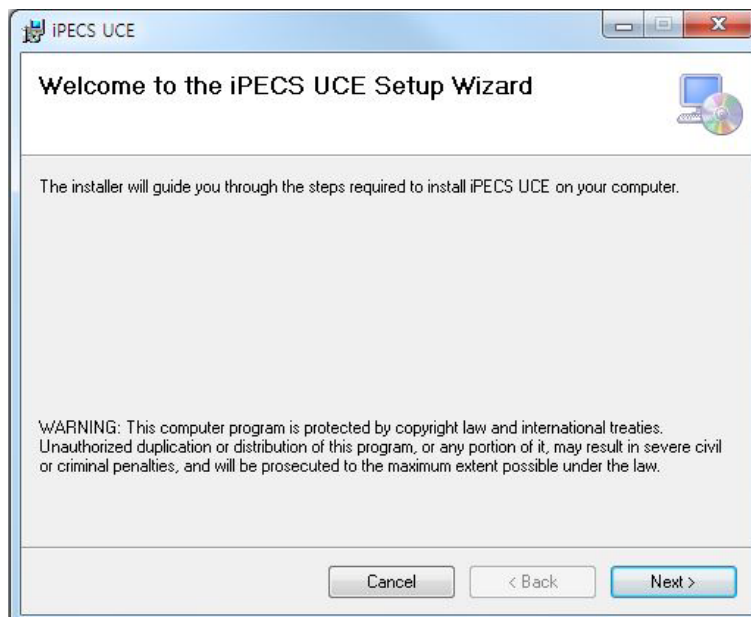 iPECS UCE
Welcome to the iPECS UCE Setup Wizard
The installer will guide you through the steps required to install iPECS UCE on your computer.
WARNING: This computer program is protected by copyright law and international treaties.
Unauthorized duplication or distribution of this program, or any portion of it, may result in severe civil
or criminal penalties, and will be prosecuted to the maximum extent possible under the law.
Cancel
< Back
Next >